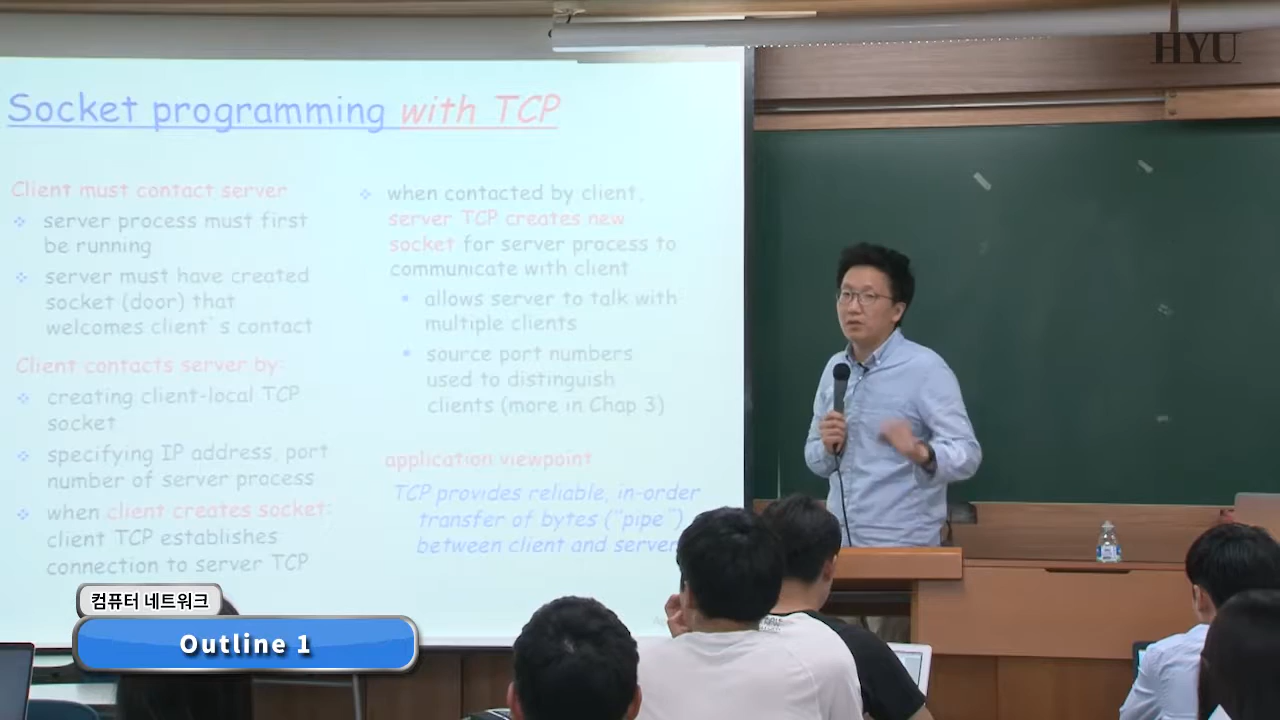 HYU
Socket programming with TCP
Client must contact server
server process must first
be running
server must have created
socket (door) that
welcomes client's contact
Client contacts server by:
creating client-local TCP
socket
specifying IP address, port
number of server process
when client creates socket:
client TCP establishes
connection to server TCP
when contacted by client,
server TCP creates new
socket for server process to
communicate with client
allows server to talk with
multiple clients
source port numbers
used to distinguish
clients (more in Chap 3)
application viewpoint
TCP provides reliable, in-order
transfer of bytes ("pipe")
between client and server
컴퓨터 네트워크
Outline 1